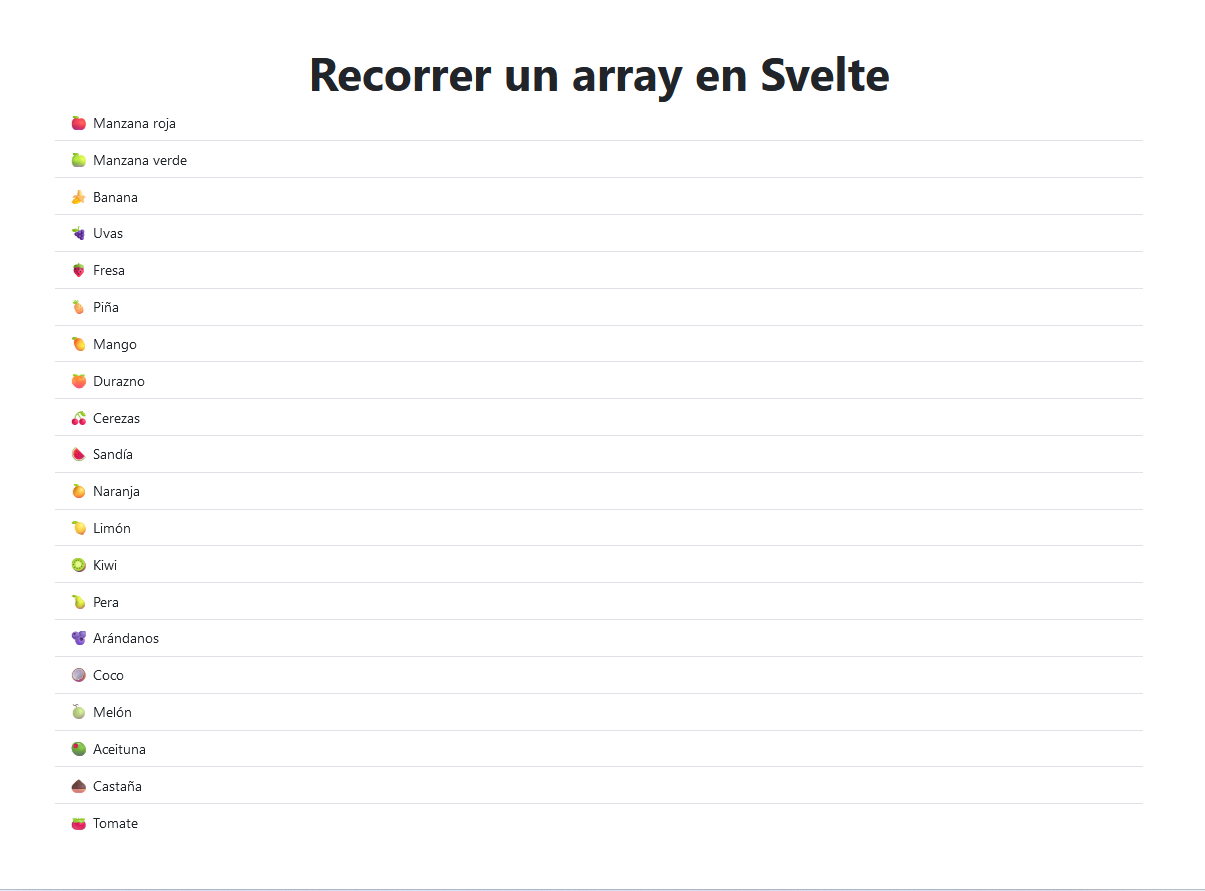 Recorrer un array en Svelte
🍎 Manzana roja
🍏 Manzana verde
🍌 Banana
🍇 Uvas
🍓 Fresa
🍍 Piña
🥭 Mango
🍑 Durazno
🍒 Cerezas
🍉 Sandía
🍊 Naranja
🍋 Limón
🥝 Kiwi
🍐 Pera
🫐 Arándanos
🥥 Coco
🍈 Melón
🫒 Aceituna
🌰 Castaña
🍅 Tomate